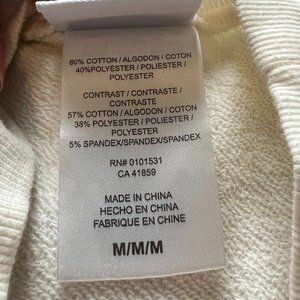 60% COTTON / ALGODON / COTON
40%POLYESTER / POLIESTER /
POLYESTER
CONTRAST / CONTRASTE /
CONTRASTE
57% COTTON / ALGODON / COTON
38% POLYESTER / POLIESTER /
POLYESTER
5% SPANDEX/SPANDEX/SPANDEX
RN# 0101531
CA 41859
MADE IN CHINA
HECHO EN CHINA
FABRIQUE EN CHINE
M/M/M